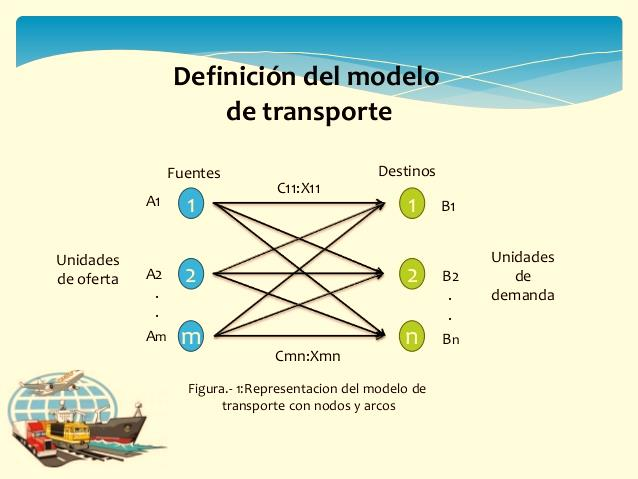 Definición del modelo
de transporte
Fuentes
Destinos
C11:X11
A1
1
1
B1
Unidades
de oferta
A2
2
2
B2
Unidades
de
demanda
.
.
.
.
Am
m
n
Bn
Cmn:Xmn
Figura.- 1:Representacion del modelo de
transporte con nodos y arcos